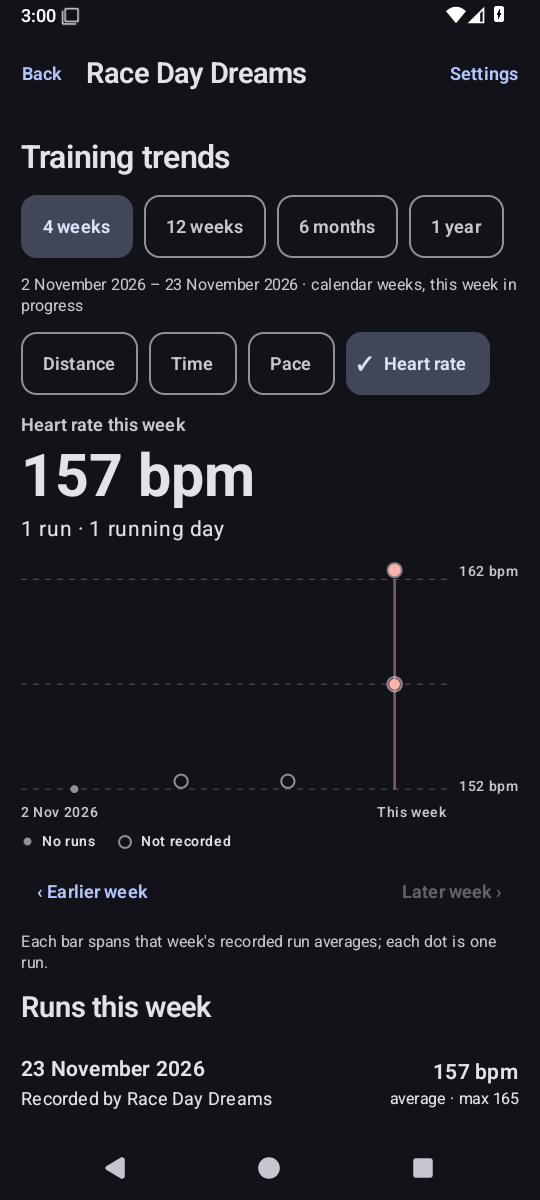 3:00
Back Race Day Dreams Settings
Training trends
4 weeks 12 weeks 6 months 1 year
2 November 2026 – 23 November 2026 · calendar weeks, this week in
progress
Distance Time Pace ✓ Heart rate
Heart rate this week
157 bpm
1 run · 1 running day
162 bpm
152 bpm
2 Nov 2026 This week
No runs Not recorded
‹ Earlier week Later week ›
Each bar spans that week's recorded run averages; each dot is one
run.
Runs this week
23 November 2026 157 bpm
Recorded by Race Day Dreams average · max 165